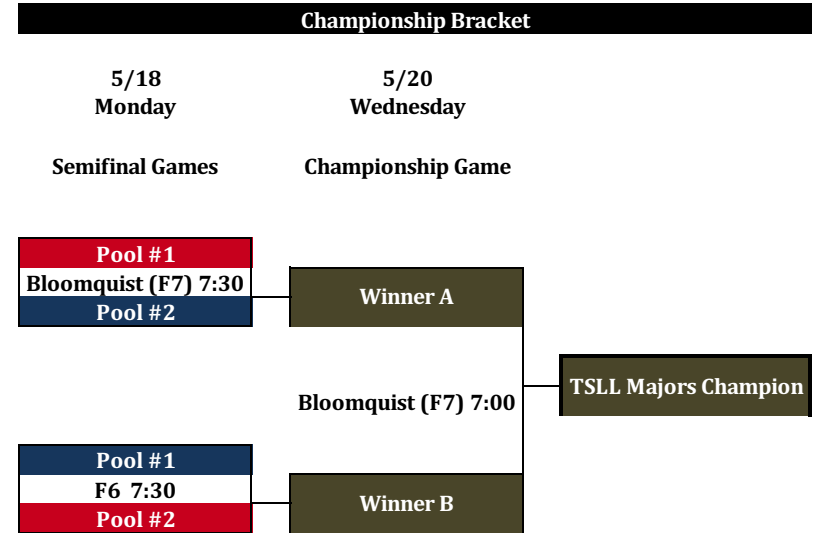 Championship Bracket
5/18
Monday
5/20
Wednesday
Semifinal Games
Championship Game
Pool #1
Bloomquist (F7) 7:30
Pool #2
Winner A
Bloomquist (F7) 7:00
TSLL Majors Champion
Pool #1
F6 7:30
Pool #2
Winner B